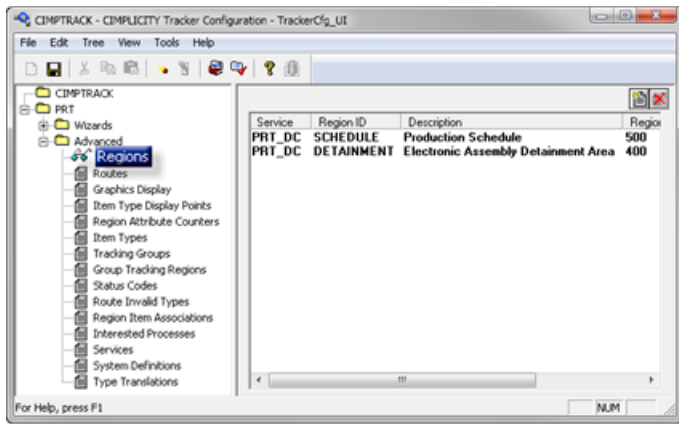 CIMPTRACK - CIMPLICITY Tracker Configuration - TrackerCfg_UI
File Edit Tree View Tools Help
CIMPTRACK
PRT
Wizards
Advanced
Regions
Routes
Graphics Display
Item Type Display Points
Region Attribute Counters
Item Types
Tracking Groups
Group Tracking Regions
Status Codes
Route Invalid Types
Region Item Associations
Interested Processes
Services
System Definitions
Type Translations
Service Region ID Description Region
PRT_DC SCHEDULE Production Schedule 500
PRT_DC DETAINMENT Electronic Assembly Detainment Area 400
For Help, press F1 NUM